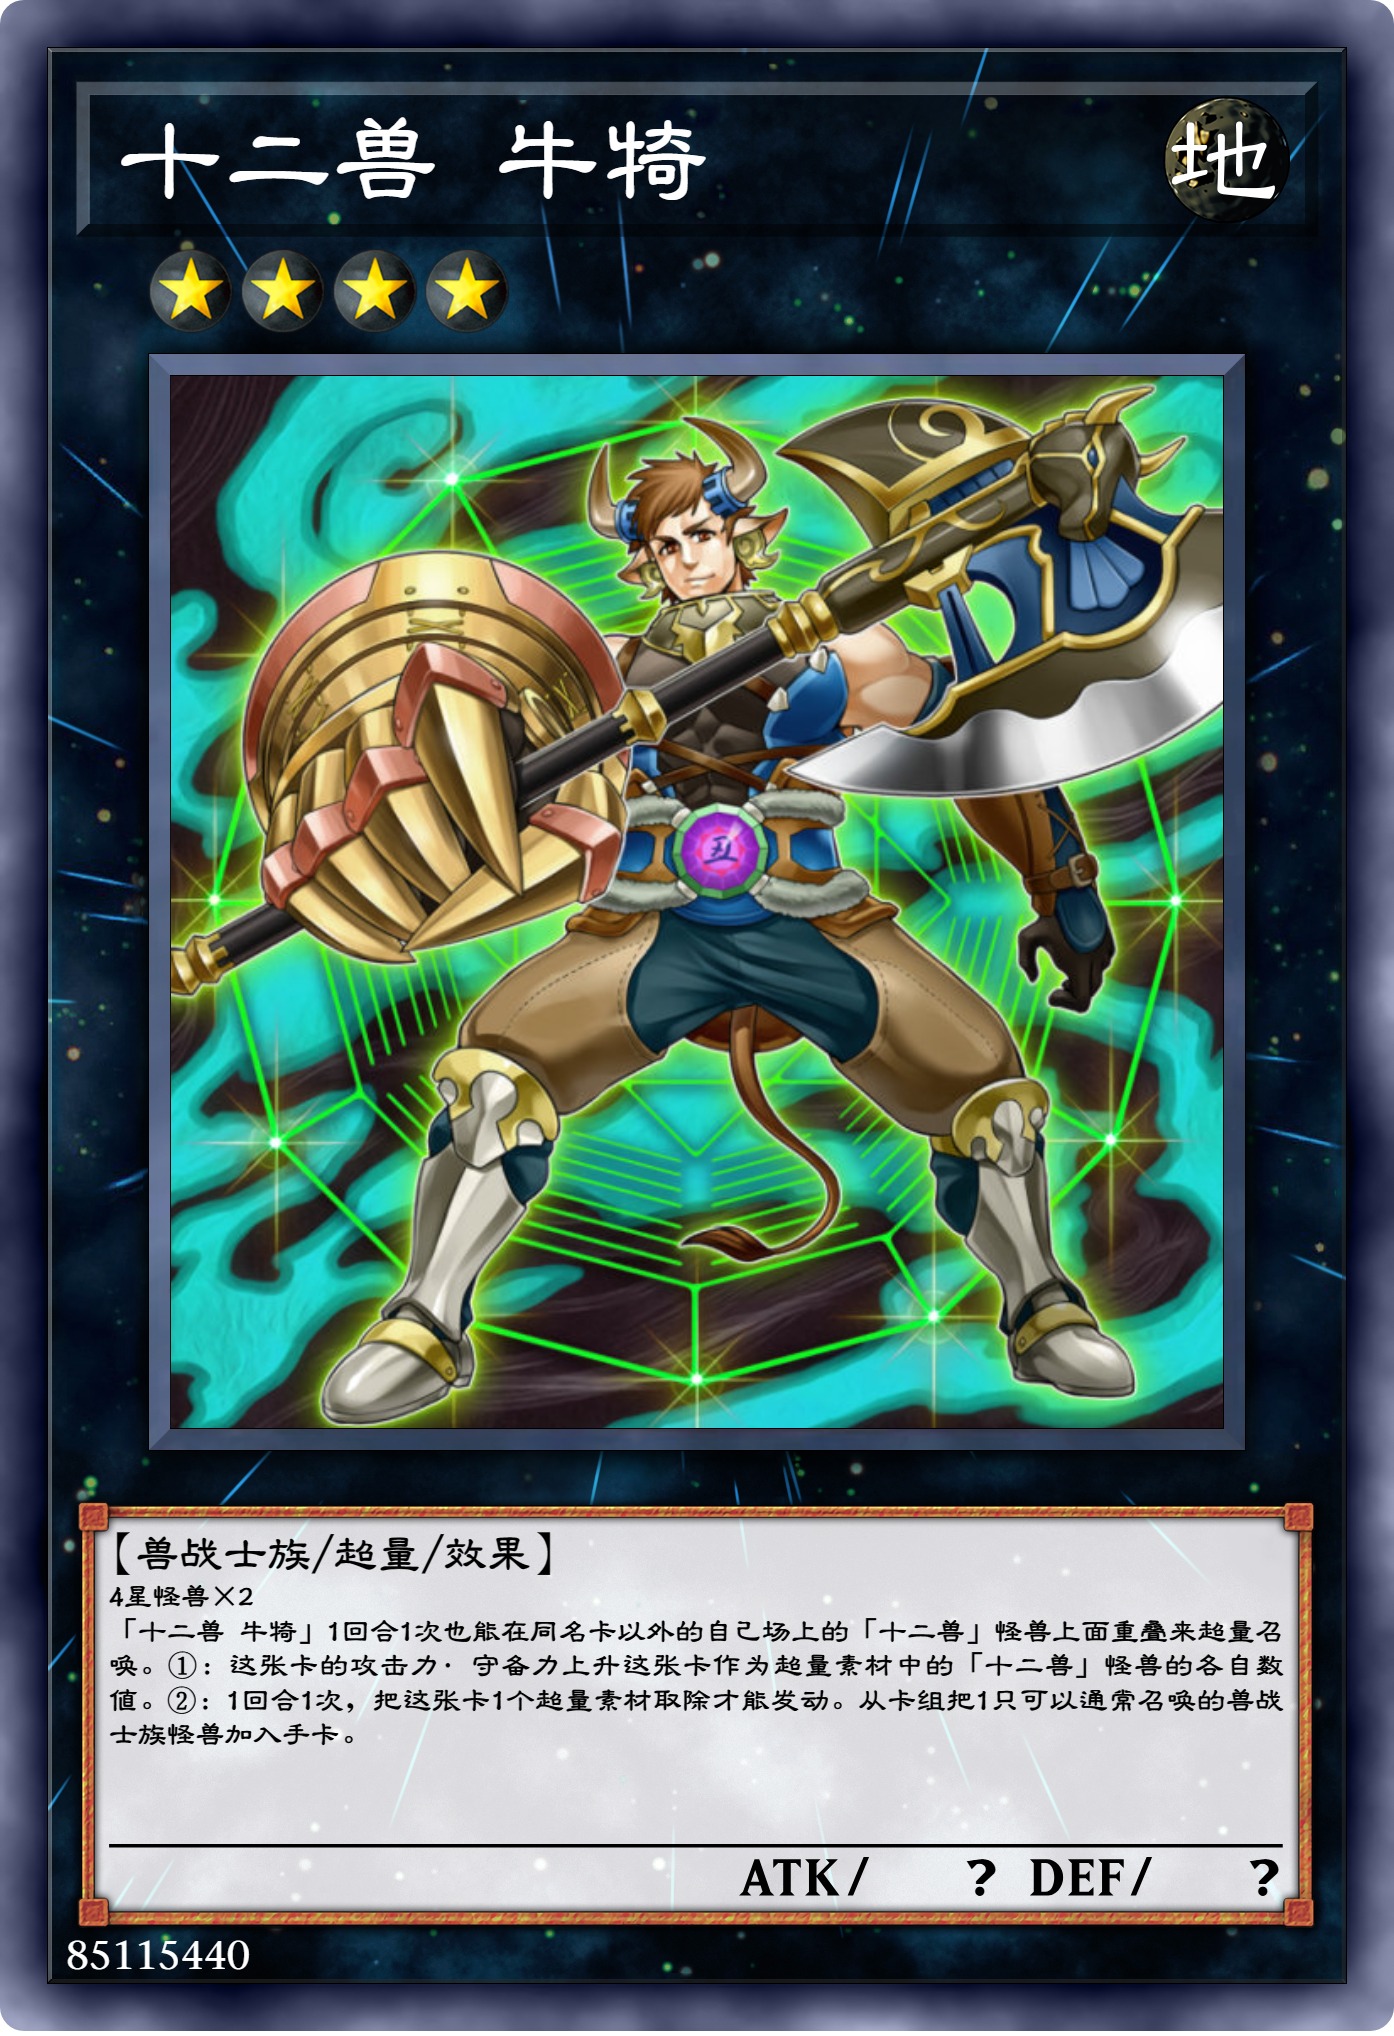 十二兽 牛犄
地
丑
【兽战士族/超量/效果】
4星怪兽×2
「十二兽 牛犄」1回合1次也能在同名卡以外的自己场上的「十二兽」怪兽上面重叠来超量召
唤。①：这张卡的攻击力·守备力上升这张卡作为超量素材中的「十二兽」怪兽的各自数
值。②：1回合1次，把这张卡1个超量素材取除才能发动。从卡组把1只可以通常召唤的兽战
士族怪兽加入手卡。
ATK/ ? DEF/ ?
85115440